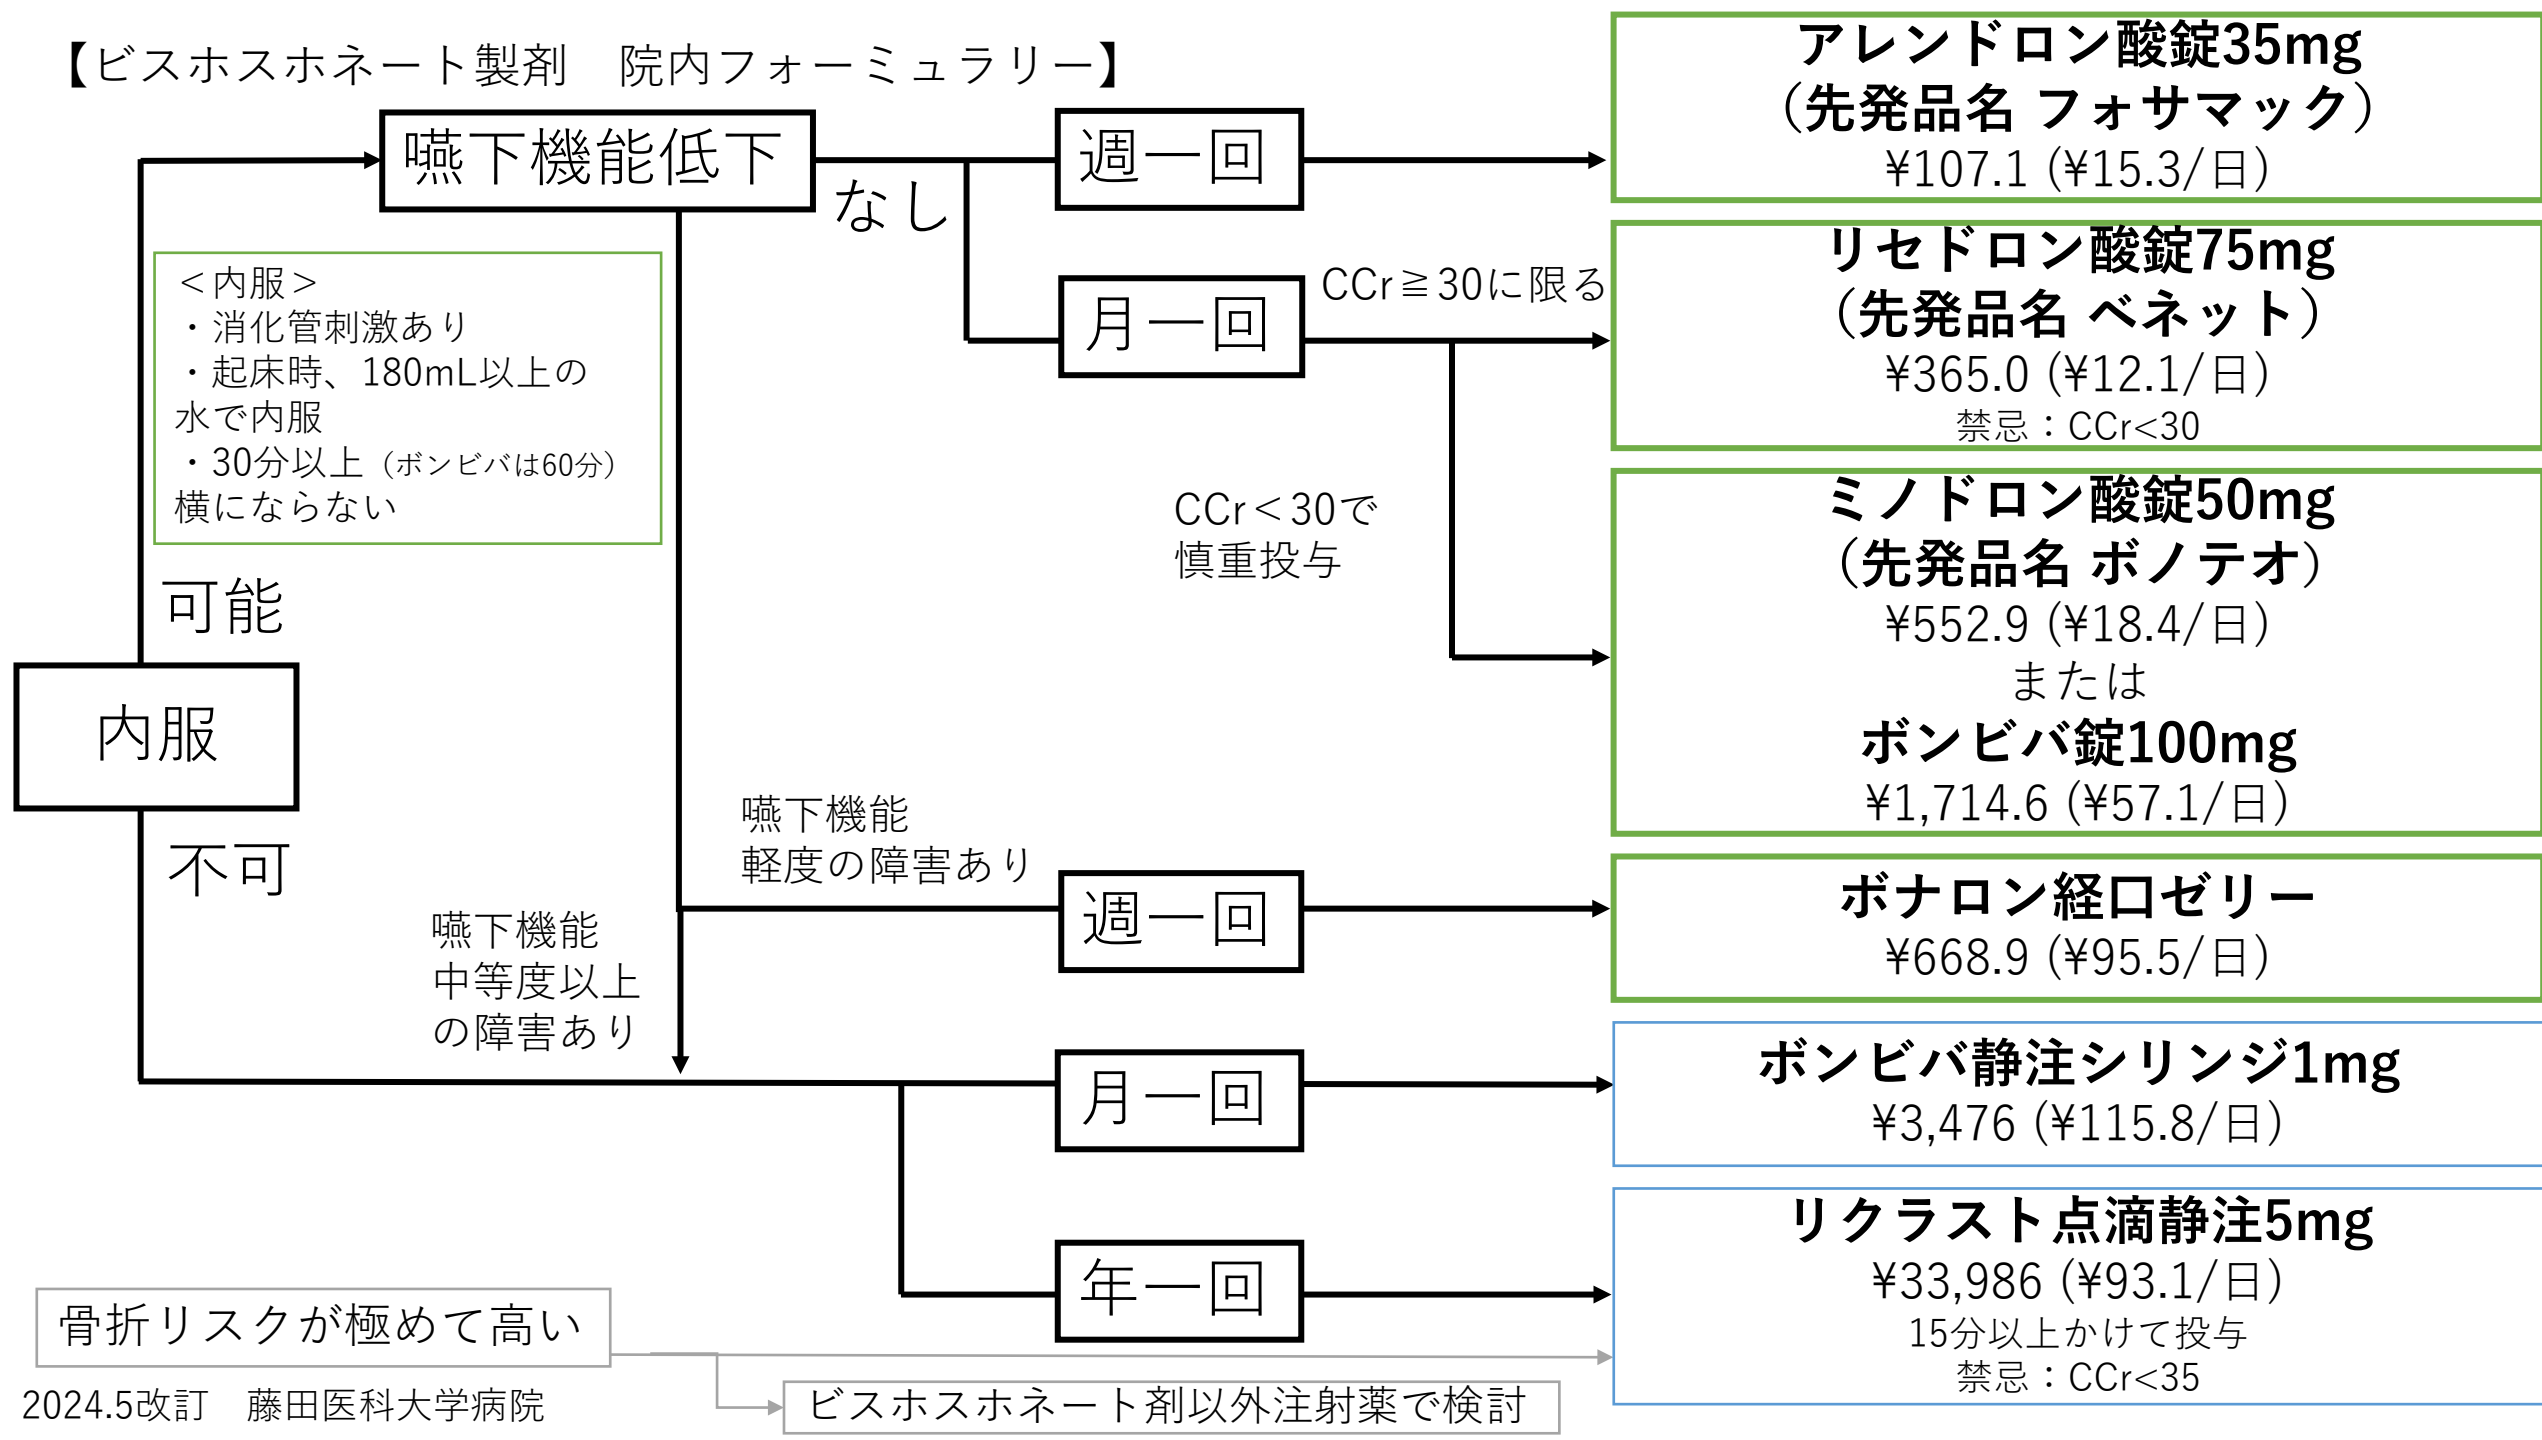 【ビスホスホネート製剤　院内フォーミュラリー】
嚥下機能低下
なし
週一回
アレンドロン酸錠35mg
（先発品名 フォサマック）
¥107.1 (¥15.3/日)
月一回
CCr≧30に限る
リセドロン酸錠75mg
（先発品名 ベネット）
¥365.0 (¥12.1/日)
禁忌：CCr<30
＜内服＞
・消化管刺激あり
・起床時、180mL以上の
水で内服
・30分以上（ボンビバは60分）
横にならない
CCr＜30で
慎重投与
ミノドロン酸錠50mg
（先発品名 ボノテオ）
¥552.9 (¥18.4/日)
または
ボンビバ錠100mg
¥1,714.6 (¥57.1/日)
可能
内服
不可
嚥下機能
軽度の障害あり
週一回
ボナロン経口ゼリー
¥668.9 (¥95.5/日)
嚥下機能
中等度以上
の障害あり
月一回
ボンビバ静注シリンジ1mg
¥3,476 (¥115.8/日)
年一回
リクラスト点滴静注5mg
¥33,986 (¥93.1/日)
15分以上かけて投与
禁忌：CCr<35
骨折リスクが極めて高い
ビスホスホネート剤以外注射薬で検討
2024.5改訂　藤田医科大学病院